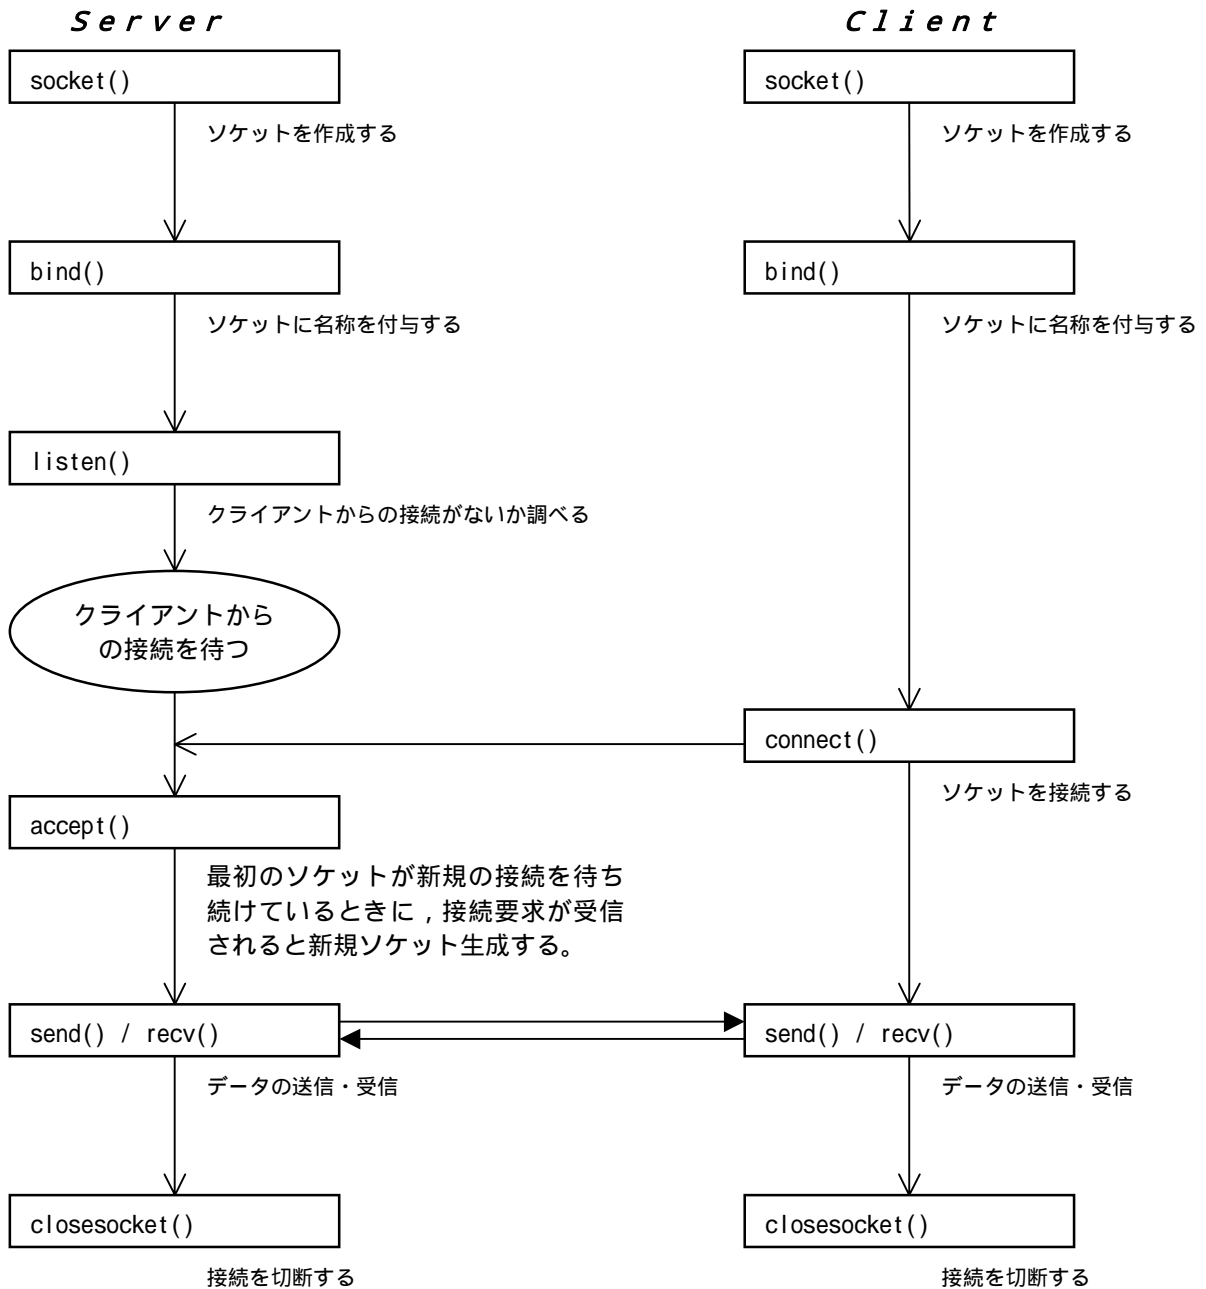 Server
socket()
ソケットを作成する
bind()
ソケットに名称を付与する
listen()
クライアントからの接続がないか調べる
クライアントから
の接続を待つ
accept()
最初のソケットが新規の接続を待ち
続けているときに，接続要求が受信
されると新規ソケット生成する。
send() / recv()
データの送信・受信
closesocket()
接続を切断する
Client
socket()
ソケットを作成する
bind()
ソケットに名称を付与する
connect()
ソケットを接続する
send() / recv()
データの送信・受信
closesocket()
接続を切断する